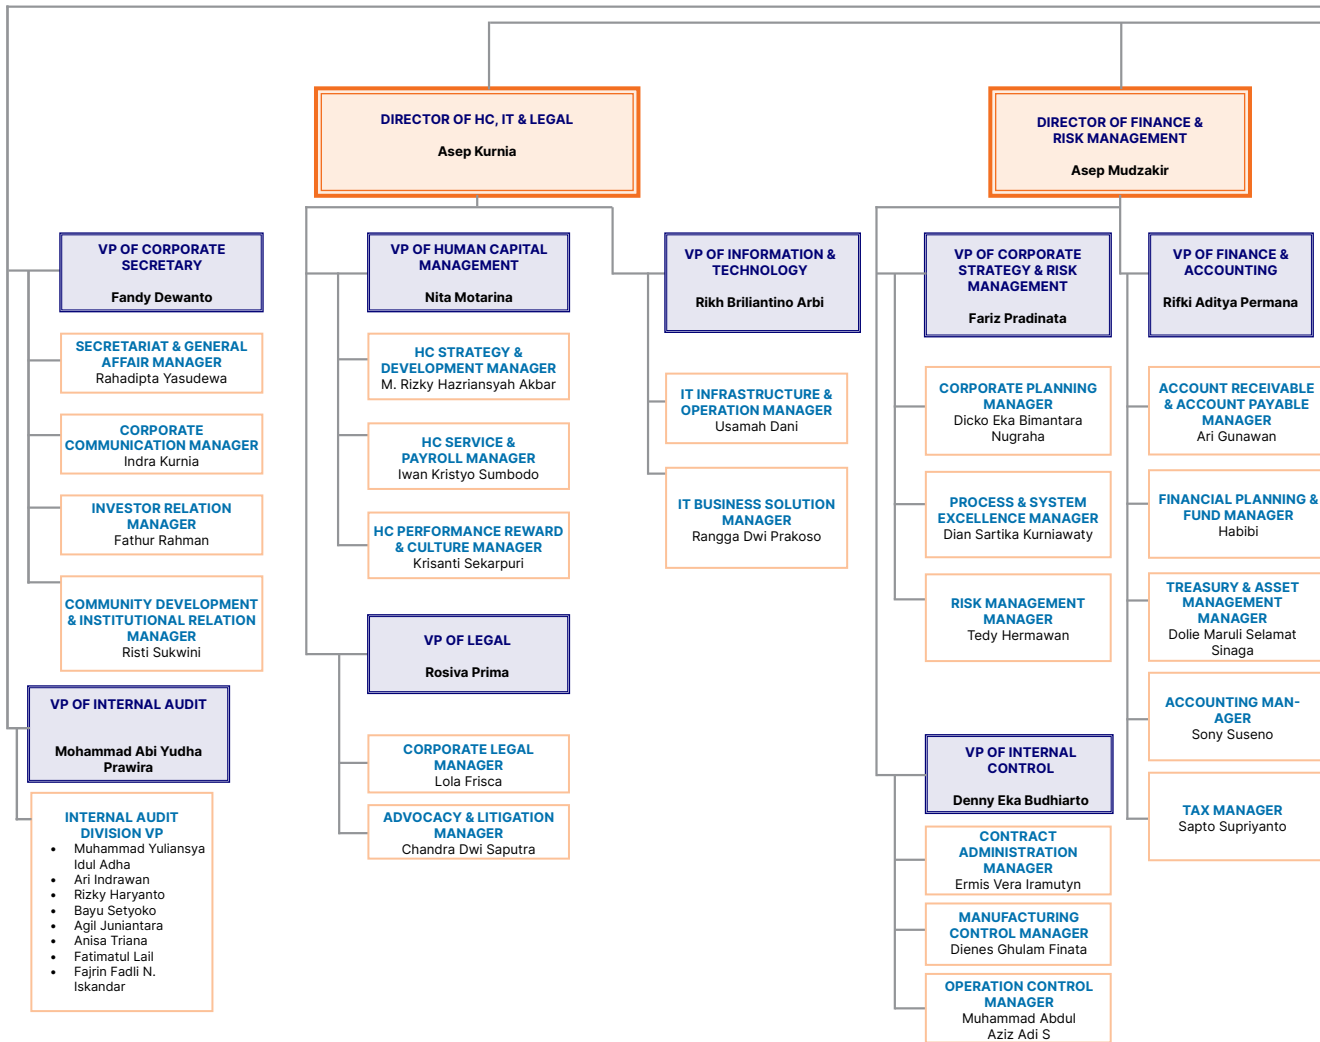 DIRECTOR OF HC, IT & LEGAL
Asep Kurnia
DIRECTOR OF FINANCE &
RISK MANAGEMENT
Asep Mudzakir
VP OF CORPORATE
SECRETARY
Fandy Dewanto
SECRETARIAT & GENERAL
AFFAIR MANAGER
Rahadipta Yasudewa
CORPORATE
COMMUNICATION MANAGER
Indra Kurnia
INVESTOR RELATION
MANAGER
Fathur Rahman
COMMUNITY DEVELOPMENT
& INSTITUTIONAL RELATION
MANAGER
Risti Sukwini
VP OF INTERNAL AUDIT
Mohammad Abi Yudha
Prawira
INTERNAL AUDIT
DIVISION VP
• Muhammad Yuliansya
Idul Adha
• Ari Indrawan
• Rizky Haryanto
• Bayu Setyoko
• Agil Juniantara
• Anisa Triana
• Fatimatul Lail
• Fajrin Fadli N.
Iskandar
VP OF HUMAN CAPITAL
MANAGEMENT
Nita Motarina
HC STRATEGY &
DEVELOPMENT MANAGER
M. Rizky Hazriansyah Akbar
HC SERVICE &
PAYROLL MANAGER
Iwan Kristyo Sumbodo
HC PERFORMANCE REWARD
& CULTURE MANAGER
Krisanti Sekarpuri
VP OF LEGAL
Rosiva Prima
CORPORATE LEGAL
MANAGER
Lola Frisca
ADVOCACY & LITIGATION
MANAGER
Chandra Dwi Saputra
VP OF INFORMATION &
TECHNOLOGY
Rikh Briliantino Arbi
IT INFRASTRUCTURE &
OPERATION MANAGER
Usamah Dani
IT BUSINESS SOLUTION
MANAGER
Rangga Dwi Prakoso
VP OF CORPORATE
STRATEGY & RISK
MANAGEMENT
Fariz Pradinata
CORPORATE PLANNING
MANAGER
Dicko Eka Bimantara
Nugraha
PROCESS & SYSTEM
EXCELLENCE MANAGER
Dian Sartika Kurniawaty
RISK MANAGEMENT
MANAGER
Tedy Hermawan
VP OF INTERNAL
CONTROL
Denny Eka Budhiarto
CONTRACT
ADMINISTRATION
MANAGER
Ermis Vera Iramutyn
MANUFACTURING
CONTROL MANAGER
Dienes Ghulam Finata
OPERATION CONTROL
MANAGER
Muhammad Abdul
Aziz Adi S
VP OF FINANCE &
ACCOUNTING
Rifki Aditya Permana
ACCOUNT RECEIVABLE
& ACCOUNT PAYABLE
MANAGER
Ari Gunawan
FINANCIAL PLANNING &
FUND MANAGER
Habibi
TREASURY & ASSET
MANAGEMENT
MANAGER
Dolie Maruli Selamat
Sinaga
ACCOUNTING MAN-
AGER
Sony Suseno
TAX MANAGER
Sapto Supriyanto